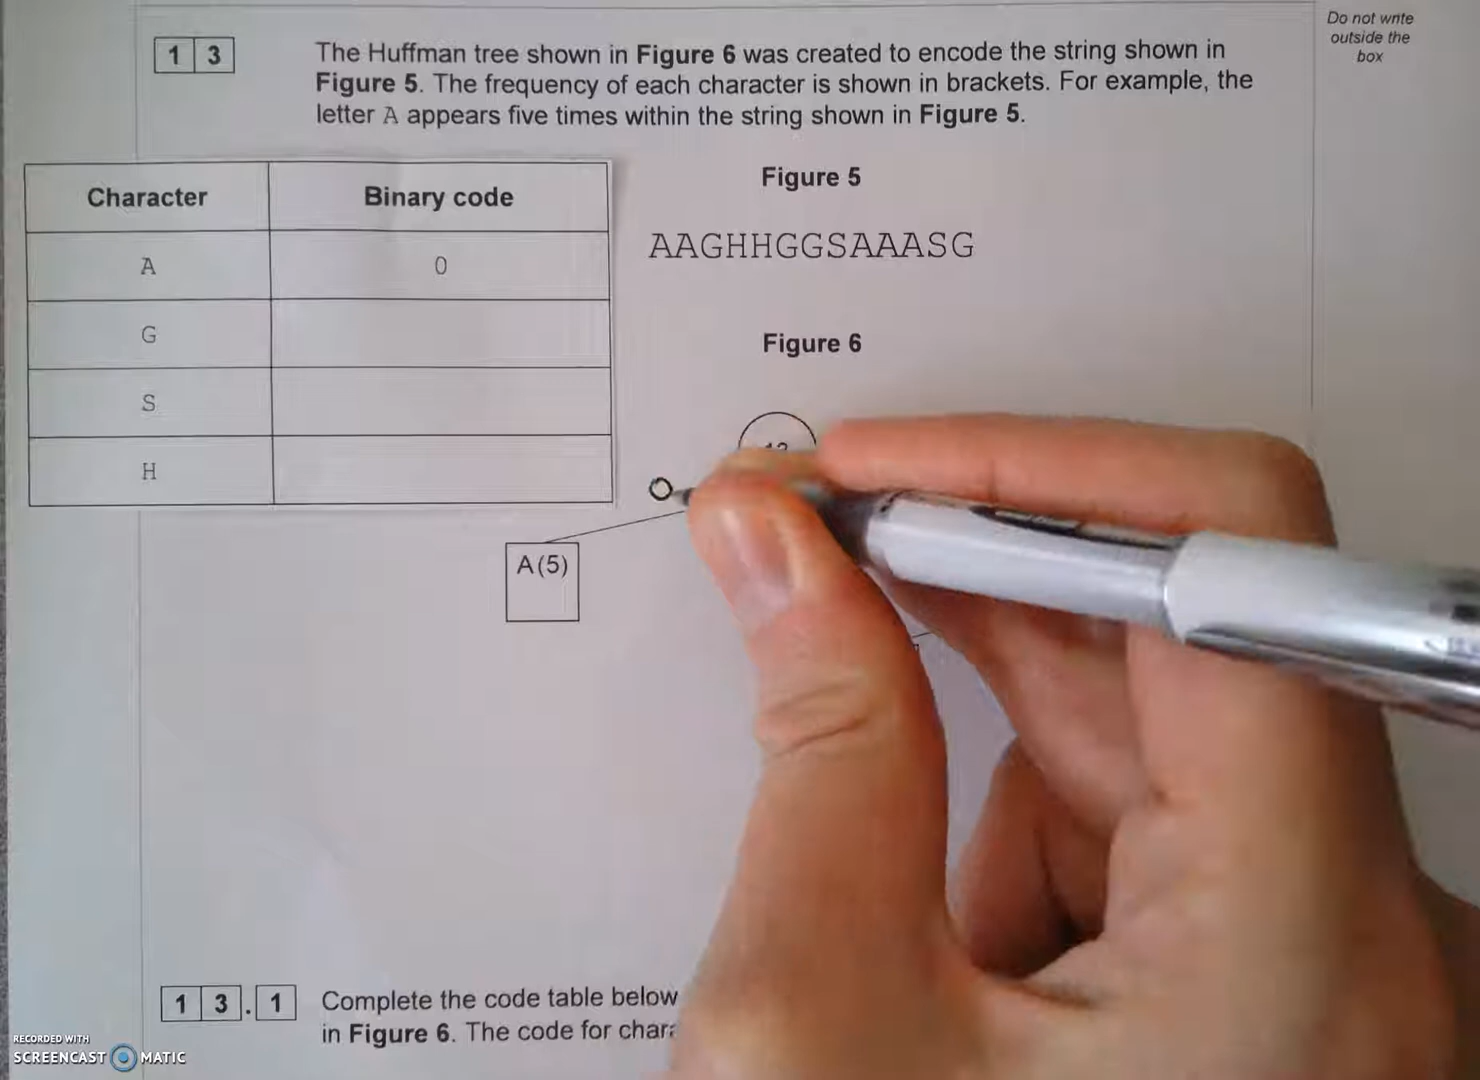 1 3
The Huffman tree shown in Figure 6 was created to encode the string shown in
Figure 5. The frequency of each character is shown in brackets. For example, the
letter A appears five times within the string shown in Figure 5.
Do not write
outside the
box
Character Binary code
A 0
G
S
H
Figure 5
AAGHHGGSAAASG
Figure 6
O
A(5)
1 3 . 1
Complete the code table below
in Figure 6. The code for
RECORDED WITH
SCREENCAST MATIC